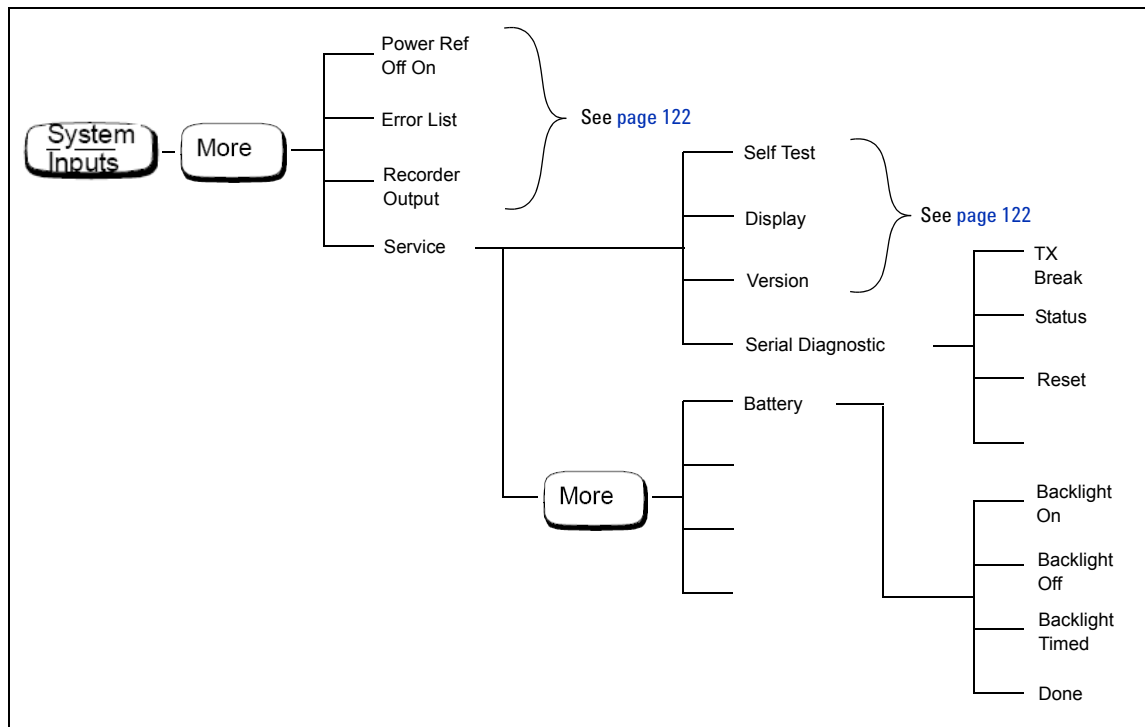 Power Ref
Off On
See page 122
System
Inputs
More
Error List
Recorder
Output
Service
Self Test
Display
Version
See page 122
Serial Diagnostic
TX
Break
Status
Reset
Battery
More
Backlight
On
Backlight
Off
Backlight
Timed
Done